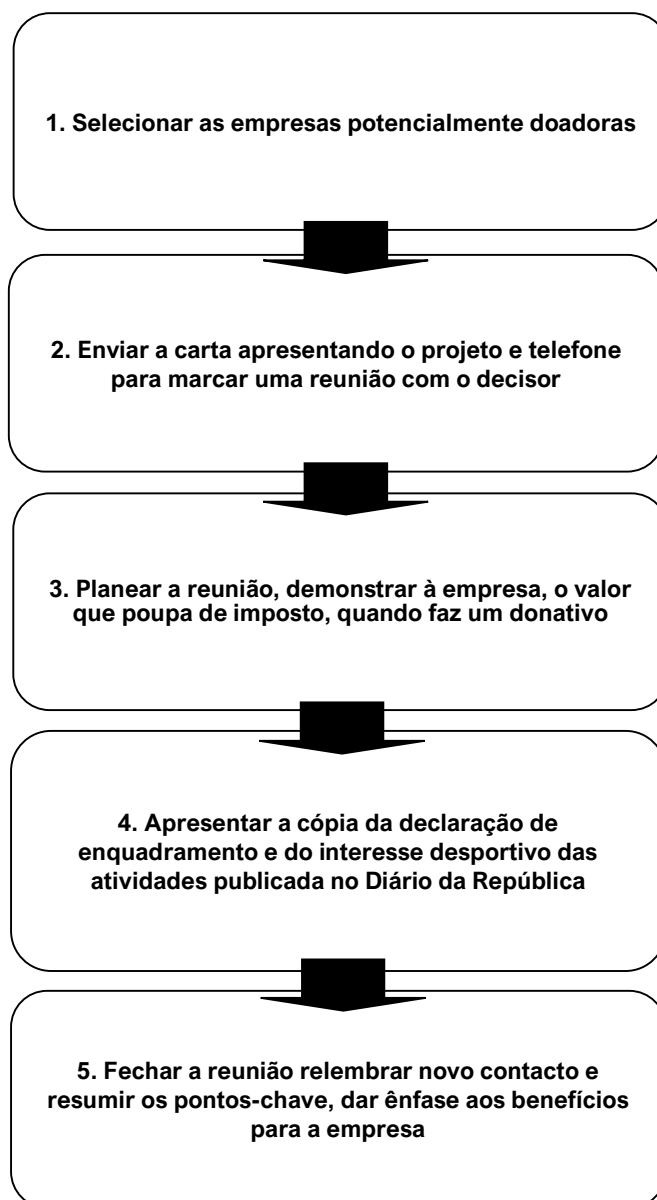 1. Selecionar as empresas potencialmente doadoras
2. Enviar a carta apresentando o projeto e telefone
para marcar uma reunião com o decisor
3. Planear a reunião, demonstrar à empresa, o valor
que poupa de imposto, quando faz um donativo
4. Apresentar a cópia da declaração de
enquadramento e do interesse desportivo das
atividades publicada no Diário da República
5. Fechar a reunião relembrar novo contacto e
resumir os pontos-chave, dar ênfase aos benefícios
para a empresa